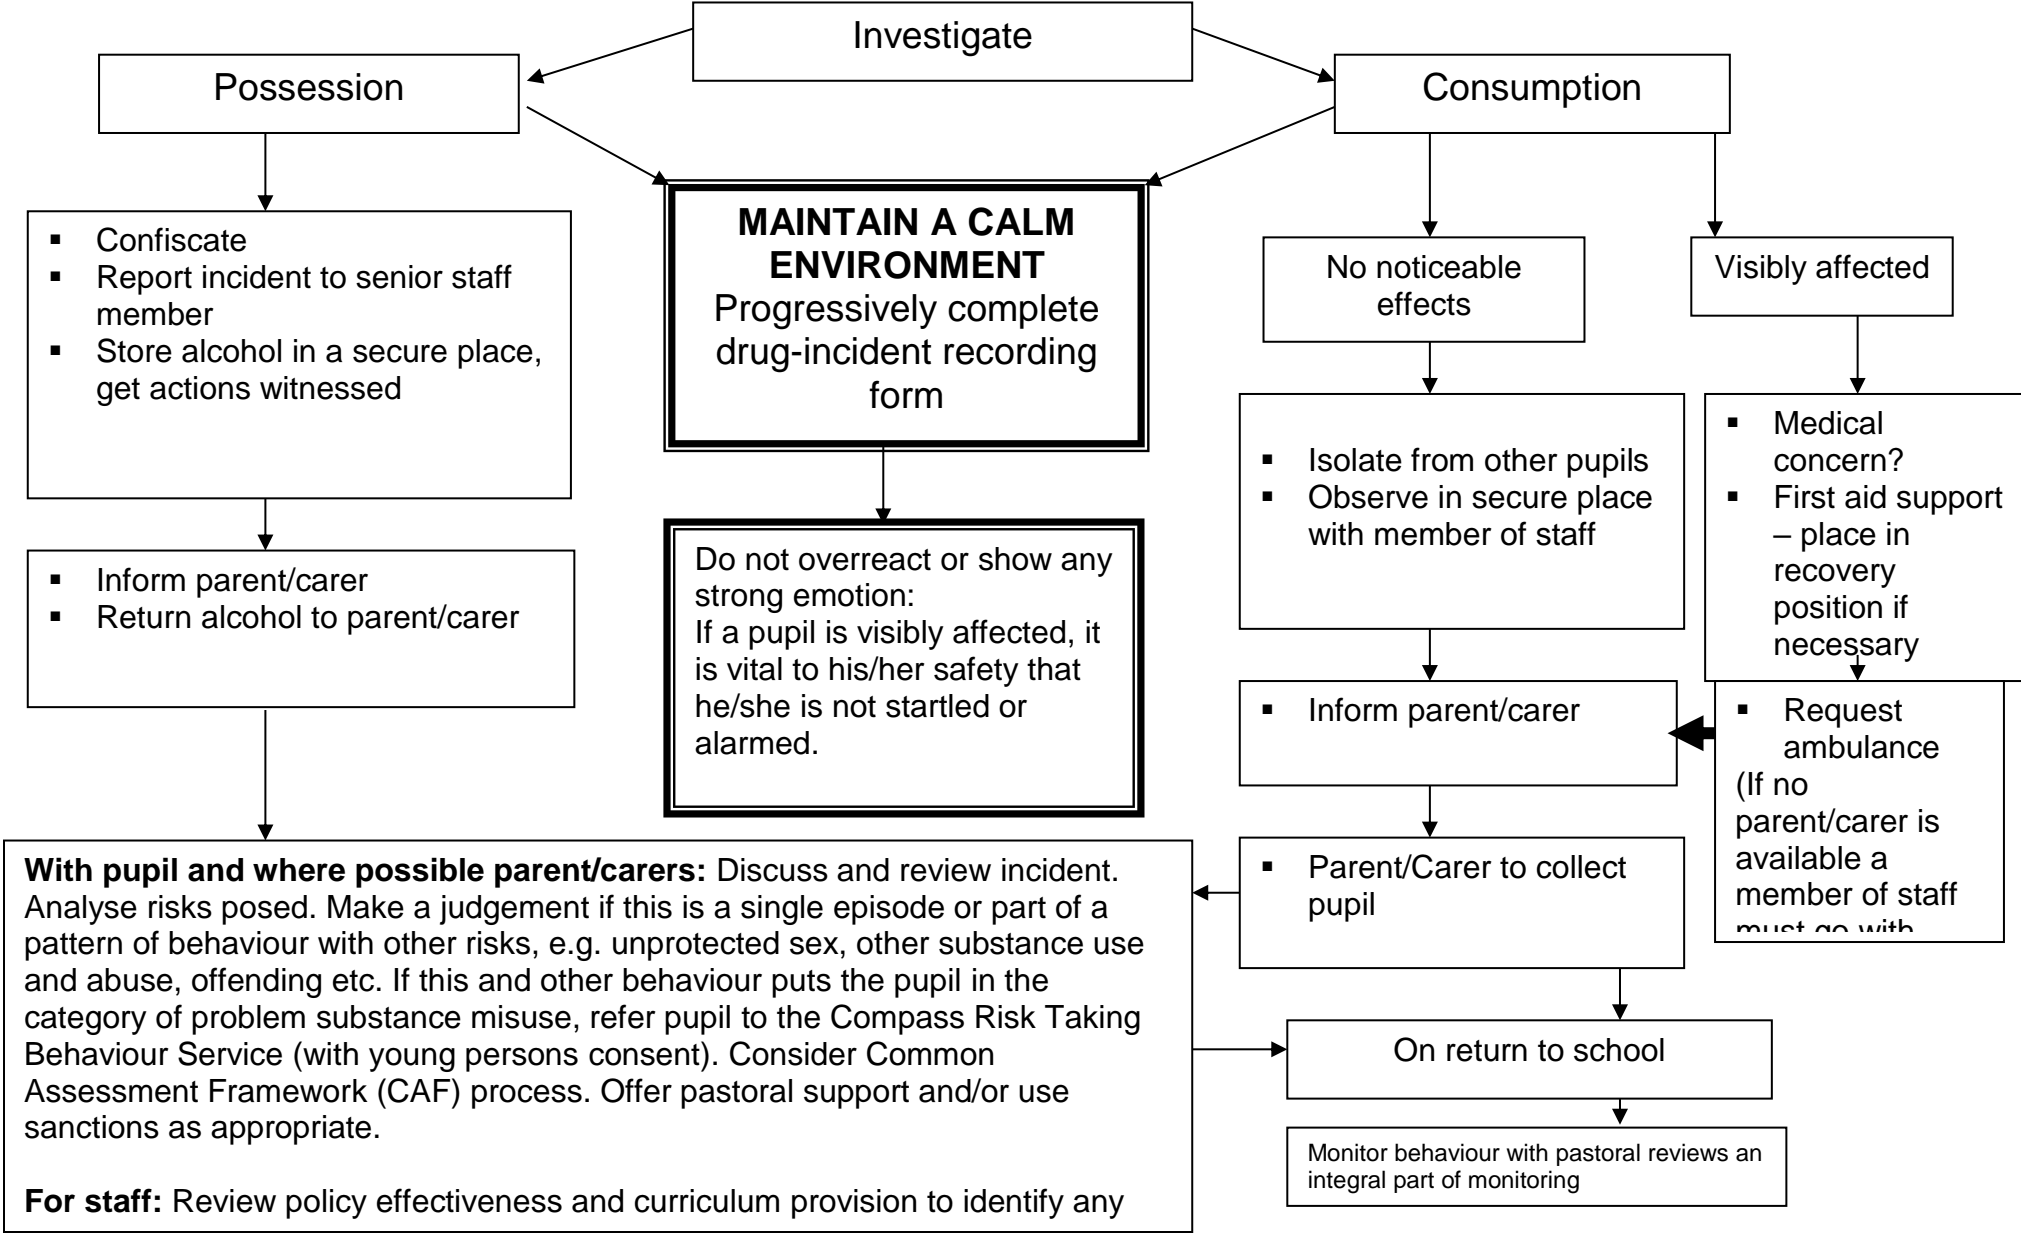 Investigate
Possession
Consumption
▪ Confiscate
▪ Report incident to senior staff
member
▪ Store alcohol in a secure place,
get actions witnessed
MAINTAIN A CALM
ENVIRONMENT
Progressively complete
drug-incident recording
form
No noticeable
effects
Visibly affected
▪ Isolate from other pupils
▪ Observe in secure place
with member of staff
▪ Medical
concern?
▪ First aid support
– place in
recovery
position if
necessary
▪ Inform parent/carer
▪ Return alcohol to parent/carer
Do not overreact or show any
strong emotion:
If a pupil is visibly affected, it
is vital to his/her safety that
he/she is not startled or
alarmed.
▪ Inform parent/carer
▪ Request
ambulance
(If no
parent/carer is
available a
member of staff
must go with
▪ Parent/Carer to collect
pupil
With pupil and where possible parent/carers: Discuss and review incident.
Analyse risks posed. Make a judgement if this is a single episode or part of a
pattern of behaviour with other risks, e.g. unprotected sex, other substance use
and abuse, offending etc. If this and other behaviour puts the pupil in the
category of problem substance misuse, refer pupil to the Compass Risk Taking
Behaviour Service (with young persons consent). Consider Common
Assessment Framework (CAF) process. Offer pastoral support and/or use
sanctions as appropriate.
For staff: Review policy effectiveness and curriculum provision to identify any
On return to school
Monitor behaviour with pastoral reviews an
integral part of monitoring